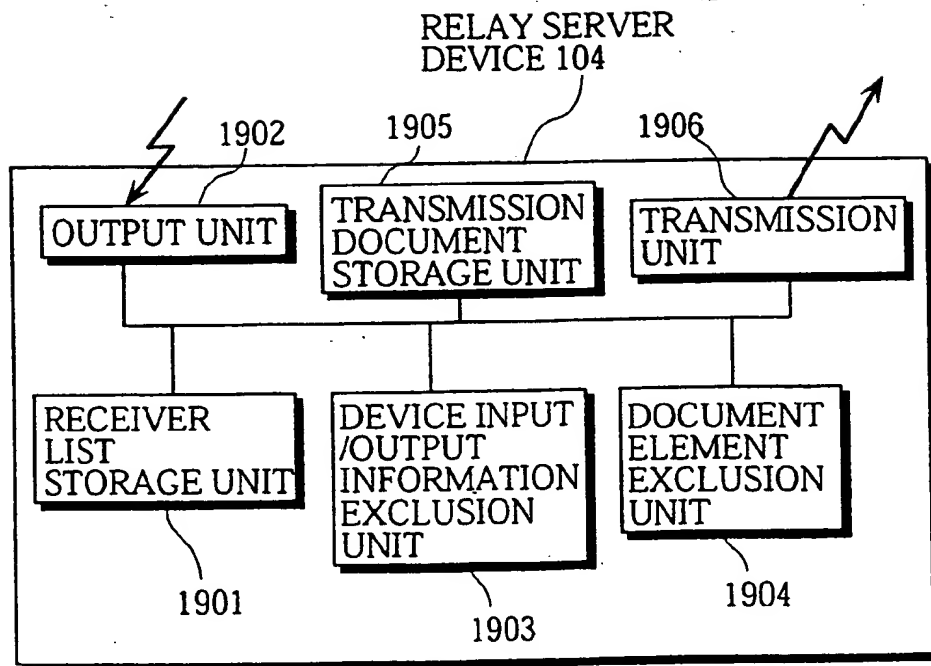 RELAY SERVER
DEVICE 104
1902
1905
1906
OUTPUT UNIT
TRANSMISSION
DOCUMENT
STORAGE UNIT
TRANSMISSION
UNIT
RECEIVER
LIST
STORAGE UNIT
DEVICE INPUT
/OUTPUT
INFORMATION
EXCLUSION
UNIT
DOCUMENT
ELEMENT
EXCLUSION
UNIT
1901
1903
1904